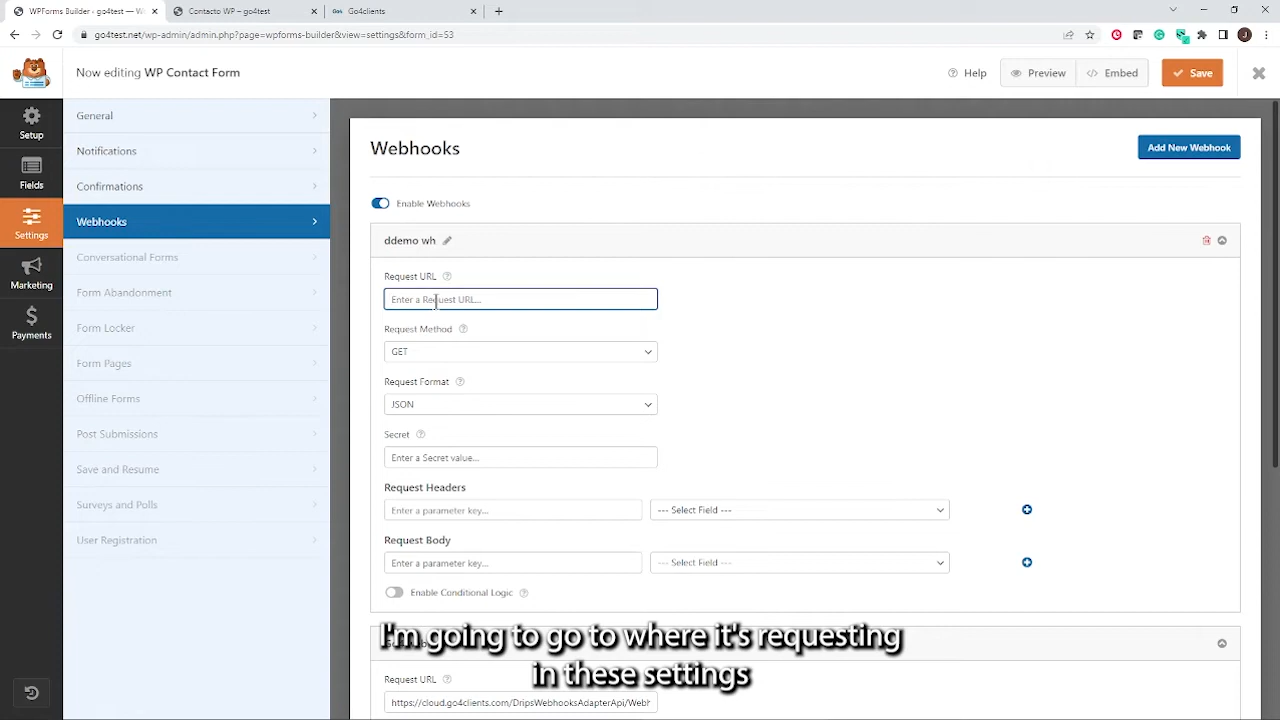 WPForms Builder - go4test — W
Contacto WP – go4test
Go4clients
go4test.net/wp-admin/admin.php?page=wpforms-builder&view=settings&form_id=53
J
Now editing WP Contact Form
Help
Preview
Embed
Save
Setup
Fields
Settings
Marketing
Payments
General
Notifications
Confirmations
Webhooks
Conversational Forms
Form Abandonment
Form Locker
Form Pages
Offline Forms
Post Submissions
Save and Resume
Surveys and Polls
User Registration
Webhooks
Add New Webhook
Enable Webhooks
ddemo wh
Request URL
Enter a Request URL...
Request Method
GET
Request Format
JSON
Secret
Enter a Secret value...
Request Headers
Enter a parameter key...
--- Select Field ---
Request Body
Enter a parameter key...
--- Select Field ---
Enable Conditional Logic
I'm going to go to where it's requesting
in these settings
Request URL
https://cloud.go4clients.com/DripsWebhooksAdapterApi/Webh